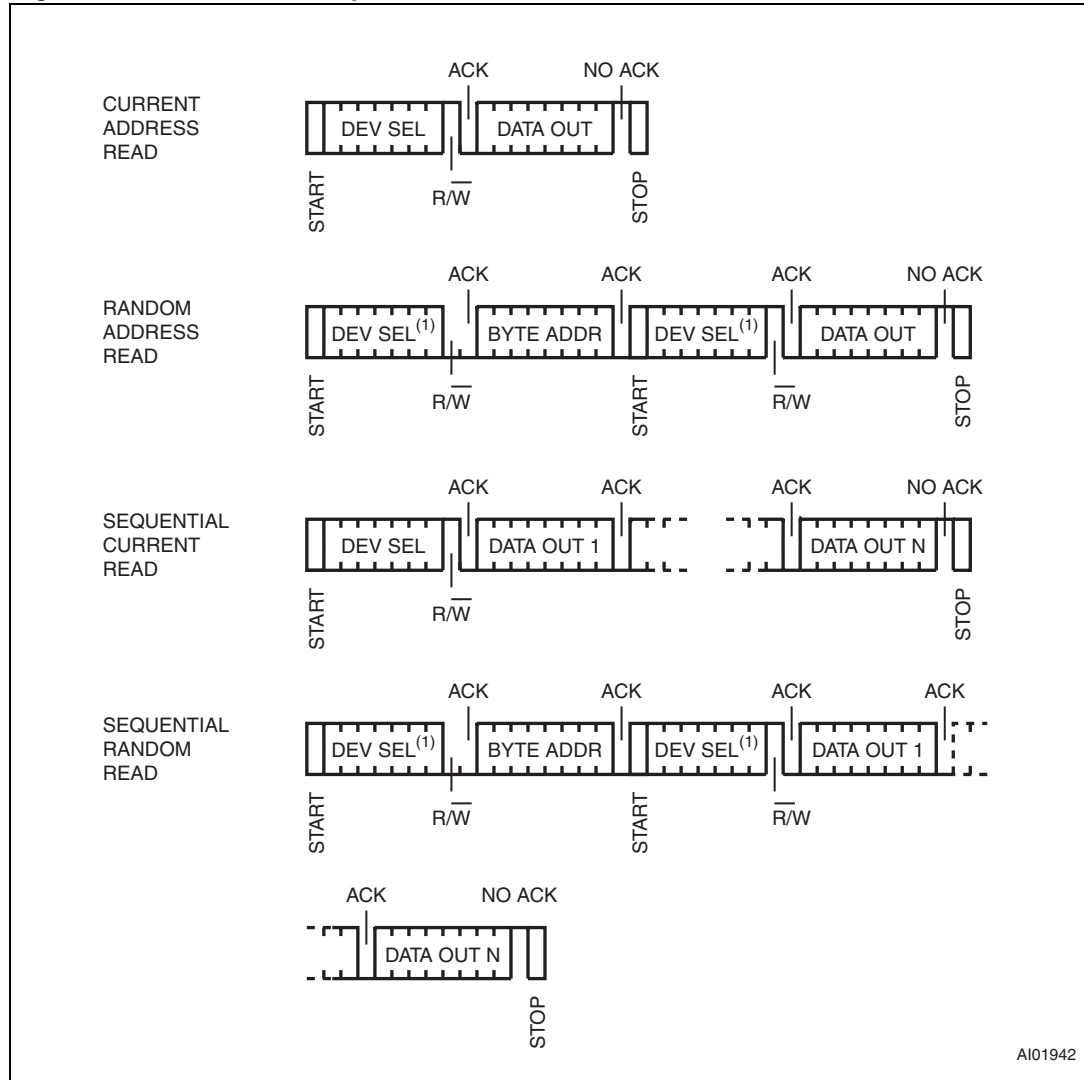 ACK NO ACK
CURRENT
ADDRESS
READ
DEV SEL DATA OUT
R/W̅
START STOP
ACK ACK ACK NO ACK
RANDOM
ADDRESS
READ
DEV SEL(1) BYTE ADDR DEV SEL(1) DATA OUT
R/W̅ R̅/W
START START STOP
ACK ACK ACK NO ACK
SEQUENTIAL
CURRENT
READ
DEV SEL DATA OUT 1 DATA OUT N
R/W̅
START STOP
ACK ACK ACK ACK
SEQUENTIAL
RANDOM
READ
DEV SEL(1) BYTE ADDR DEV SEL(1) DATA OUT 1
R/W̅ R̅/W
START START
ACK NO ACK
DATA OUT N
STOP
AI01942